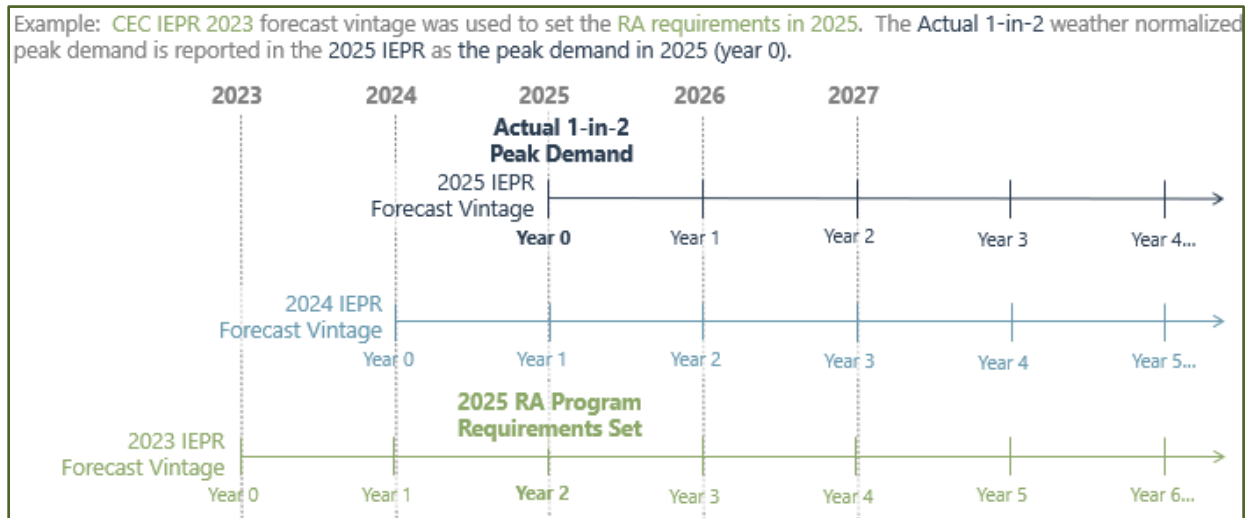 Example: CEC IEPR 2023 forecast vintage was used to set the RA requirements in 2025. The Actual 1-in-2 weather normalized
peak demand is reported in the 2025 IEPR as the peak demand in 2025 (year 0).
2023 2024 2025 2026 2027
Actual 1-in-2
Peak Demand
2025 IEPR
Forecast Vintage
Year 0 Year 1 Year 2 Year 3 Year 4...
2024 IEPR
Forecast Vintage
Year 0 Year 1 Year 2 Year 3 Year 4 Year 5...
2025 RA Program
Requirements Set
2023 IEPR
Forecast Vintage
Year 0 Year 1 Year 2 Year 3 Year 4 Year 5 Year 6...